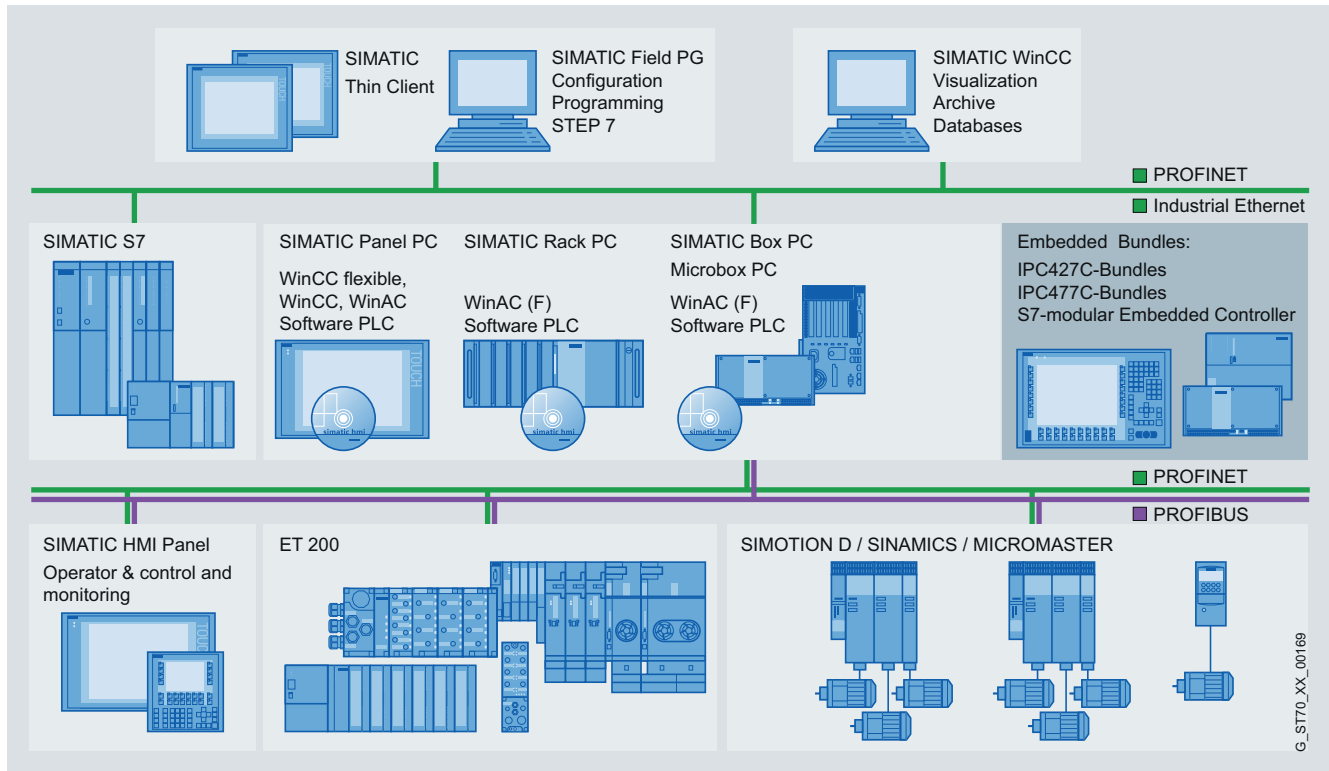 SIMATIC
Thin Client
SIMATIC Field PG
Configuration
Programming
STEP 7
SIMATIC WinCC
Visualization
Archive
Databases
PROFINET
Industrial Ethernet
SIMATIC S7
SIMATIC Panel PC
WinCC flexible,
WinCC, WinAC
Software PLC
TOUCH
simatic hmi
SIMATIC Rack PC
WinAC (F)
Software PLC
simatic hmi
SIMATIC Box PC
Microbox PC
WinAC (F)
Software PLC
simatic hmi
Embedded Bundles:
IPC427C-Bundles
IPC477C-Bundles
S7-modular Embedded Controller
PROFINET
PROFIBUS
SIMATIC HMI Panel
Operator & control and
monitoring
TOUCH
ET 200
SIMOTION D / SINAMICS / MICROMASTER
G_ST70_XX_00169